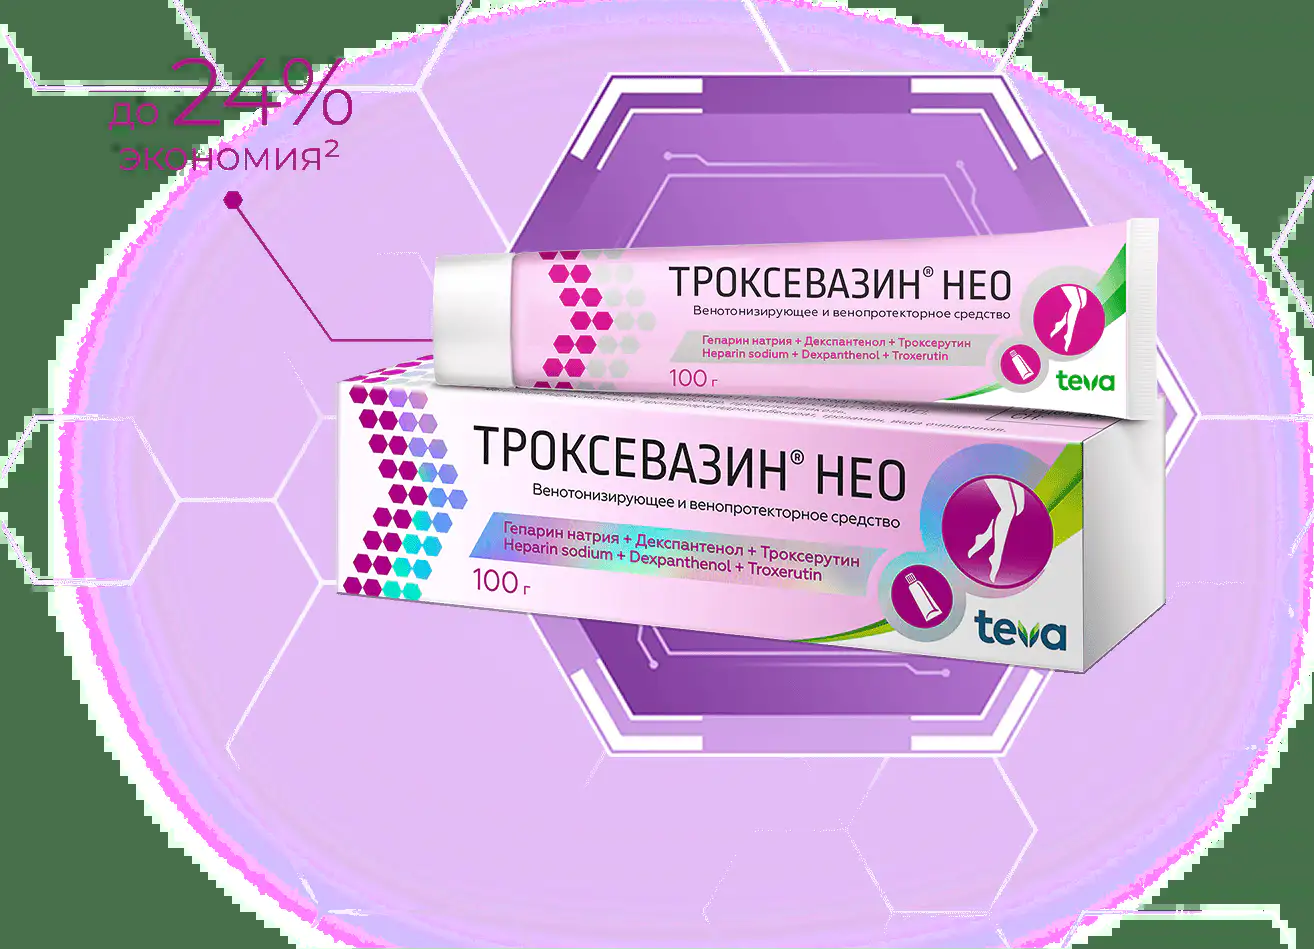 до 24%
экономия²
ТРОКСЕВАЗИН® НЕО
Венотонизирующее и венопротекторное средство
Гепарин натрия + Декспантенол + Троксерутин
Heparin sodium + Dexpanthenol + Troxerutin
100 г
teva
ТРОКСЕВАЗИН® НЕО
Венотонизирующее и венопротекторное средство
Гепарин натрия + Декспантенол + Троксерутин
Heparin sodium + Dexpanthenol + Troxerutin
100 г
teva